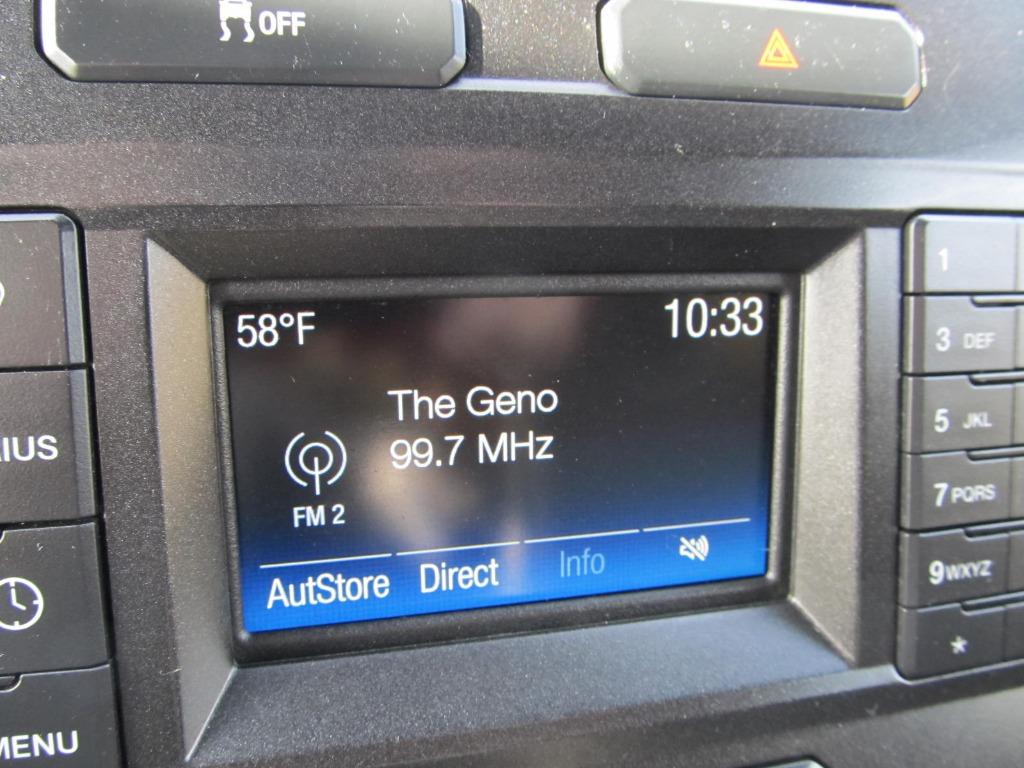 OFF
58°F 10:33
The Geno
99.7 MHz
FM 2
AutStore Direct Info
IUS
MENU
1
3 DEF
5 JKL
7 PQRS
9 WXYZ
*